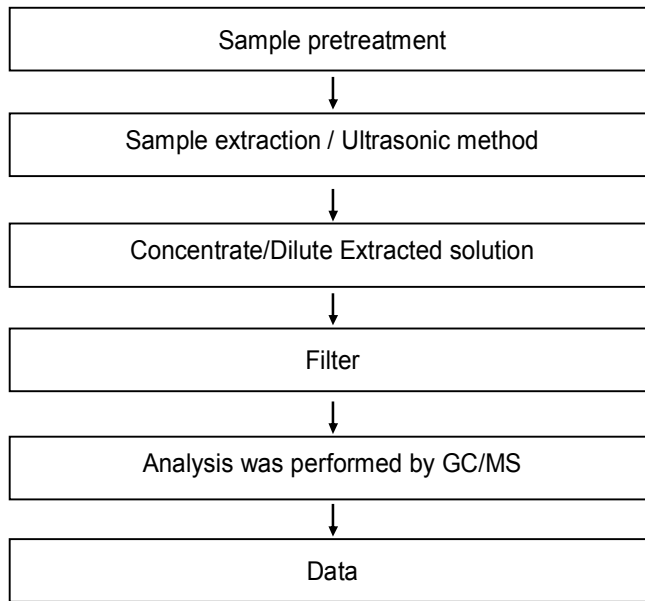 Sample pretreatment
Sample extraction / Ultrasonic method
Concentrate/Dilute Extracted solution
Filter
Analysis was performed by GC/MS
Data